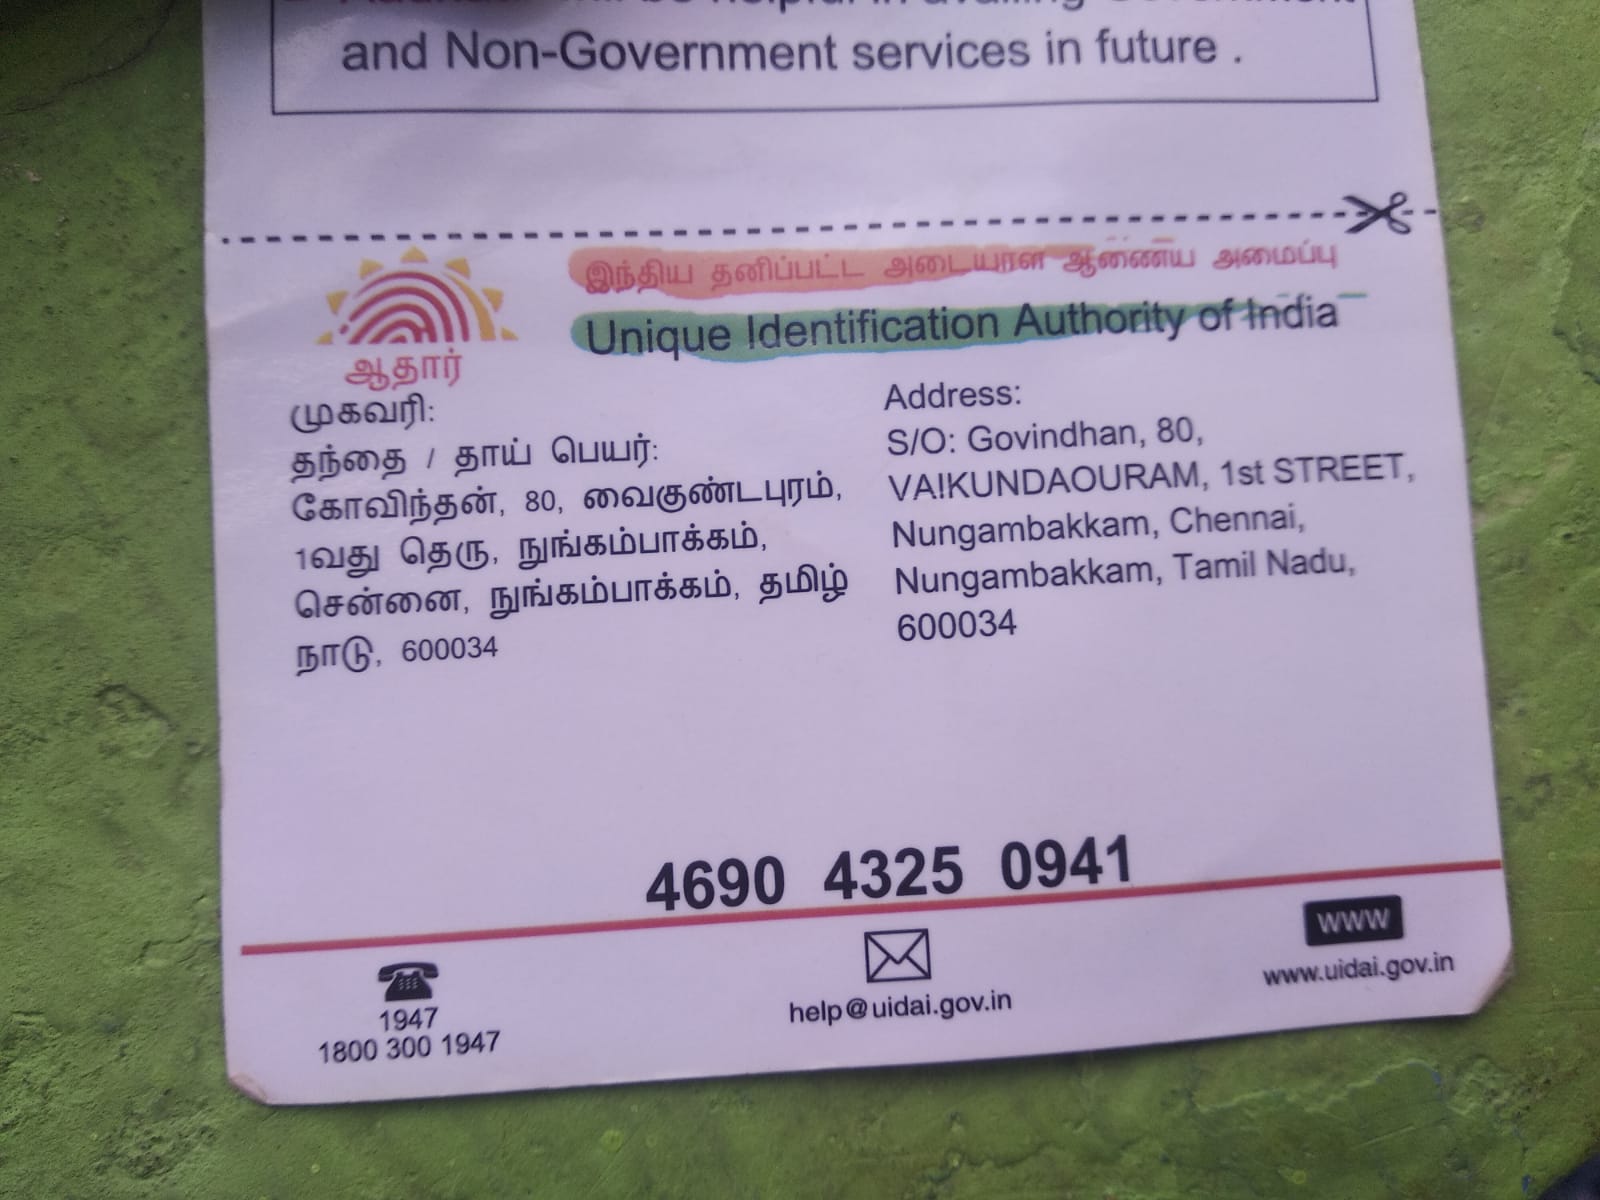 and Non-Government services in future .
ஆதார்
இந்திய தனிப்பட்ட அடையாள ஆணைய அமைப்பு
Unique Identification Authority of India
முகவரி:
தந்தை / தாய் பெயர்:
கோவிந்தன், 80, வைகுண்டபுரம்,
1வது தெரு, நுங்கம்பாக்கம்,
சென்னை, நுங்கம்பாக்கம், தமிழ்
நாடு, 600034
Address:
S/O: Govindhan, 80,
VA!KUNDAOURAM, 1st STREET,
Nungambakkam, Chennai,
Nungambakkam, Tamil Nadu,
600034
4690 4325 0941
1947
1800 300 1947
help@uidai.gov.in
www
www.uidai.gov.in